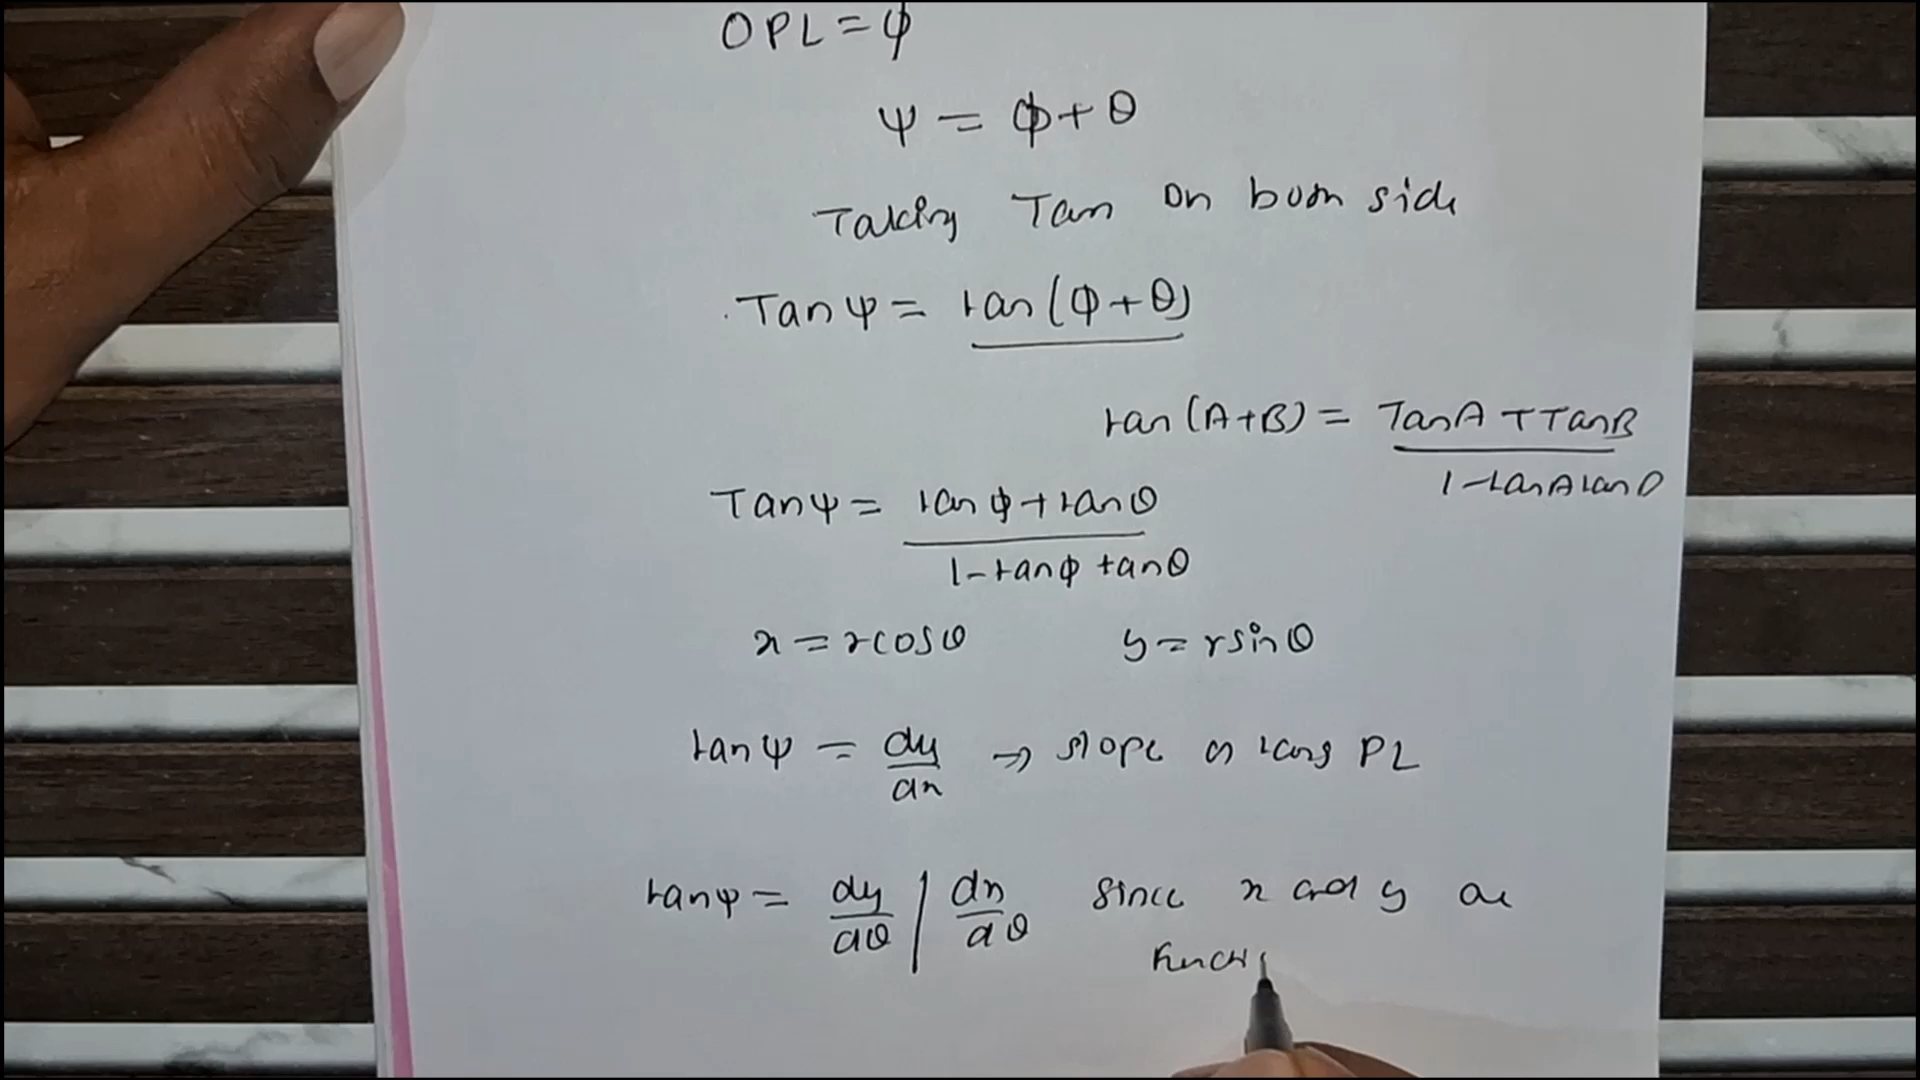 OPL = φ
ψ = φ + θ
Taking Tan on both side
Tan ψ = tan (φ + θ)
tan (A+B) = TanA + TanB
1 - tanA tanB
Tan ψ = tan φ + tan θ
1 - tan φ tan θ
x = r cos θ y = r sin θ
tan ψ = dy/dx → slope of tang PL
tan ψ = dy/dθ / dx/dθ since x and y are
functi